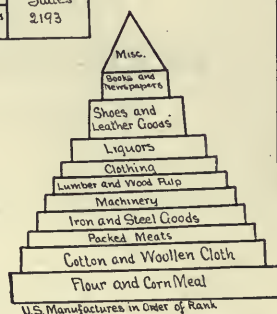 2193
Misc.
Books and
Newspapers
Shoes and
Leather Goods
Liquors
Clothing
Lumber and Wood Pulp
Machinery
Iron and Steel Goods
Packed Meats
Cotton and Woollen Cloth
Flour and Corn Meal
U.S. Manufactures in Order of Rank